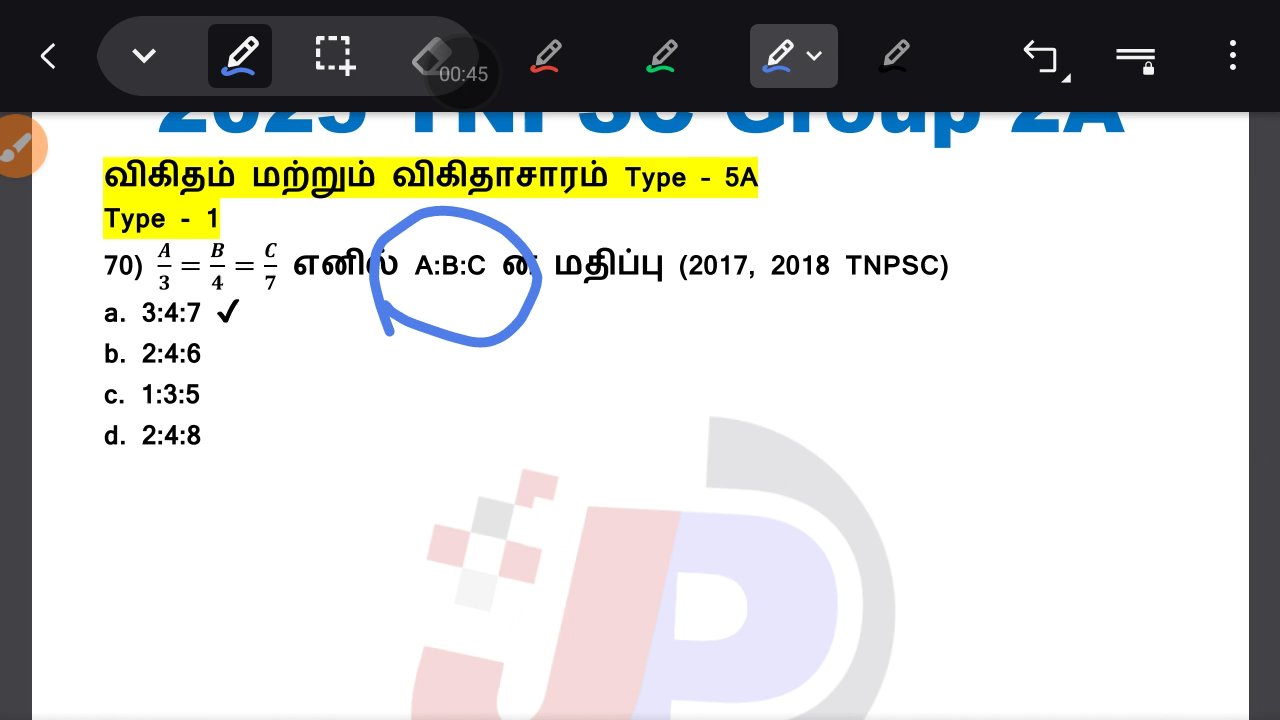 00:45
2025 TNPSC Group 2A
விகிதம் மற்றும் விகிதாசாரம் Type - 5A
Type - 1
70) A/3 = B/4 = C/7 எனில் A:B:C ன் மதிப்பு (2017, 2018 TNPSC)
a. 3:4:7 ✓
b. 2:4:6
c. 1:3:5
d. 2:4:8
JP